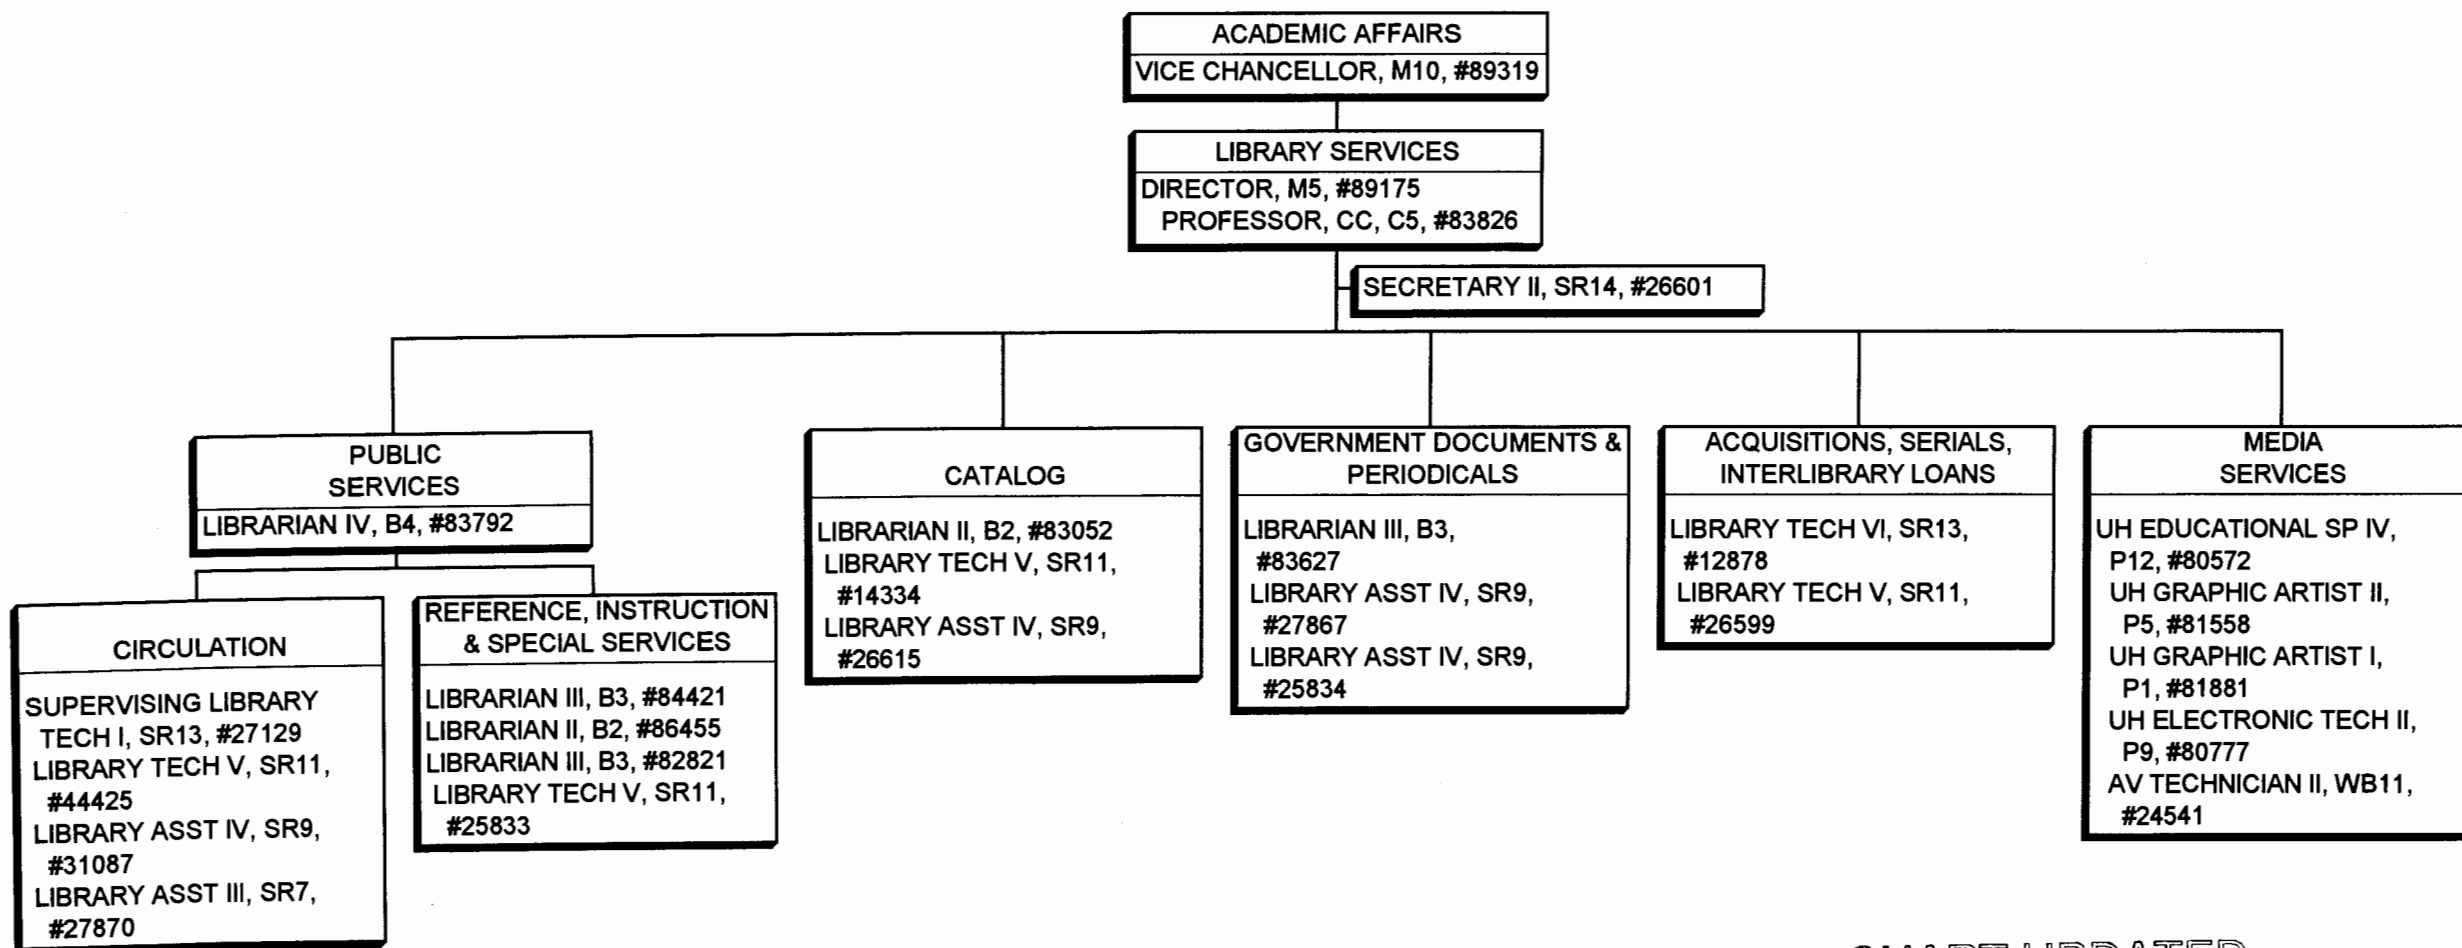 ACADEMIC AFFAIRS
VICE CHANCELLOR, M10, #89319
LIBRARY SERVICES
DIRECTOR, M5, #89175
PROFESSOR, CC, C5, #83826
SECRETARY II, SR14, #26601
PUBLIC
SERVICES
LIBRARIAN IV, B4, #83792
CIRCULATION
SUPERVISING LIBRARY
TECH I, SR13, #27129
LIBRARY TECH V, SR11,
#44425
LIBRARY ASST IV, SR9,
#31087
LIBRARY ASST III, SR7,
#27870
REFERENCE, INSTRUCTION
& SPECIAL SERVICES
LIBRARIAN III, B3, #84421
LIBRARIAN II, B2, #86455
LIBRARIAN III, B3, #82821
LIBRARY TECH V, SR11,
#25833
CATALOG
LIBRARIAN II, B2, #83052
LIBRARY TECH V, SR11,
#14334
LIBRARY ASST IV, SR9,
#26615
GOVERNMENT DOCUMENTS &
PERIODICALS
LIBRARIAN III, B3,
#83627
LIBRARY ASST IV, SR9,
#27867
LIBRARY ASST IV, SR9,
#25834
ACQUISITIONS, SERIALS,
INTERLIBRARY LOANS
LIBRARY TECH VI, SR13,
#12878
LIBRARY TECH V, SR11,
#26599
MEDIA
SERVICES
UH EDUCATIONAL SP IV,
P12, #80572
UH GRAPHIC ARTIST II,
P5, #81558
UH GRAPHIC ARTIST I,
P1, #81881
UH ELECTRONIC TECH II,
P9, #80777
AV TECHNICIAN II, WB11,
#24541
CHART UPDATED